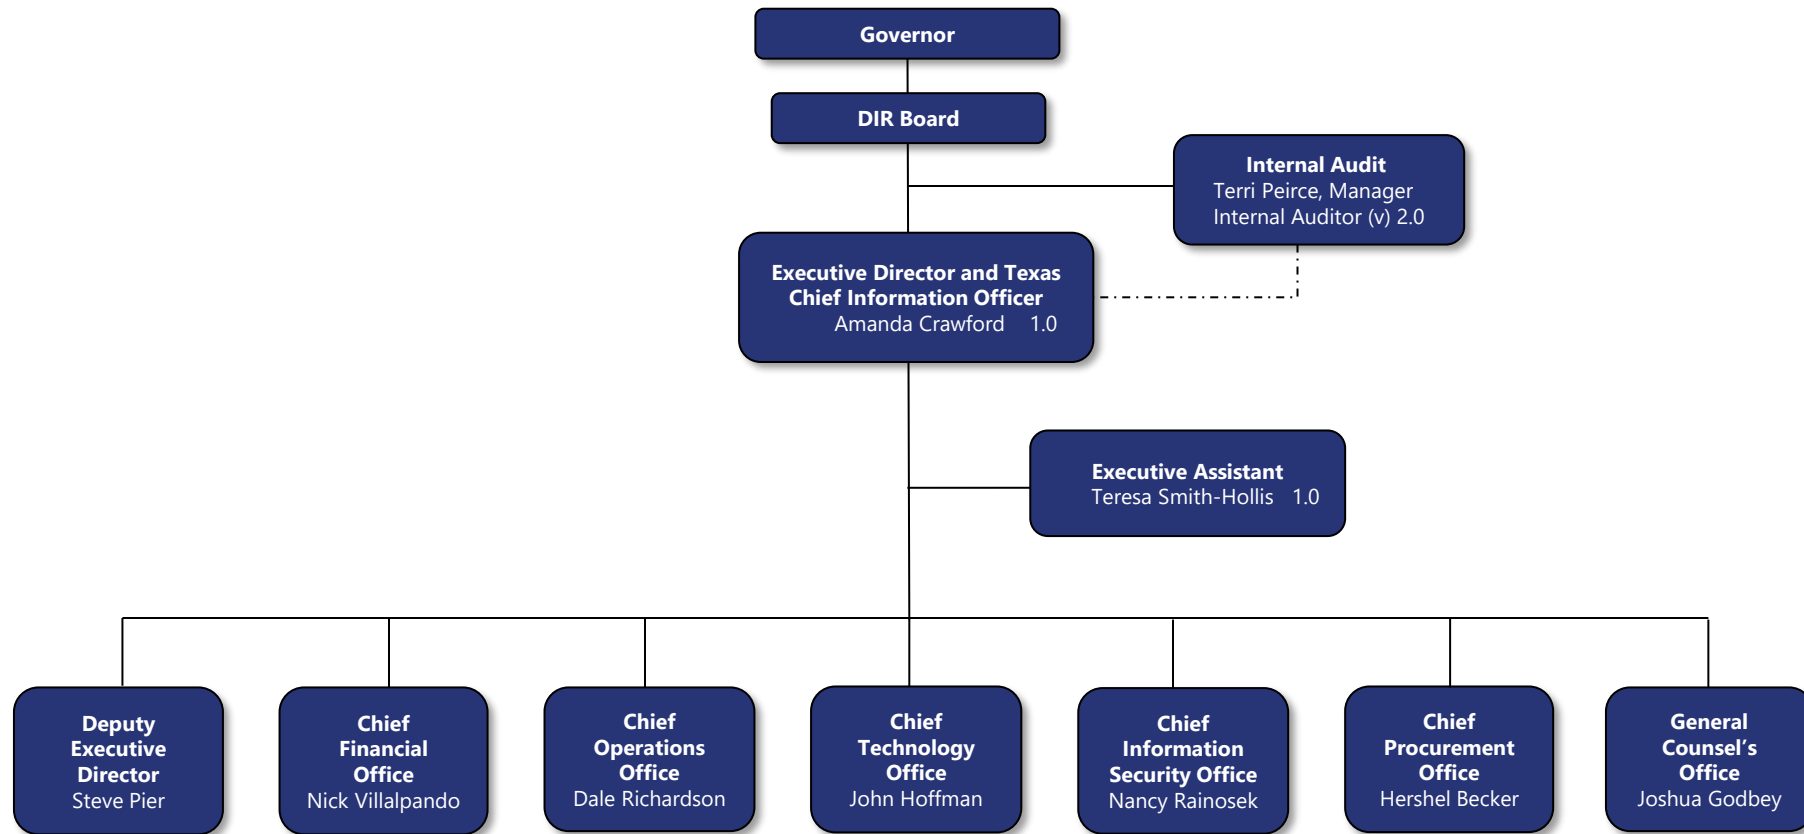 Governor
DIR Board
Internal Audit
Terri Peirce, Manager
Internal Auditor (v) 2.0
Executive Director and Texas
Chief Information Officer
Amanda Crawford 1.0
Executive Assistant
Teresa Smith-Hollis 1.0
Deputy
Executive
Director
Steve Pier
Chief
Financial
Office
Nick Villalpando
Chief
Operations
Office
Dale Richardson
Chief
Technology
Office
John Hoffman
Chief
Information
Security Office
Nancy Rainosek
Chief
Procurement
Office
Hershel Becker
General
Counsel’s
Office
Joshua Godbey